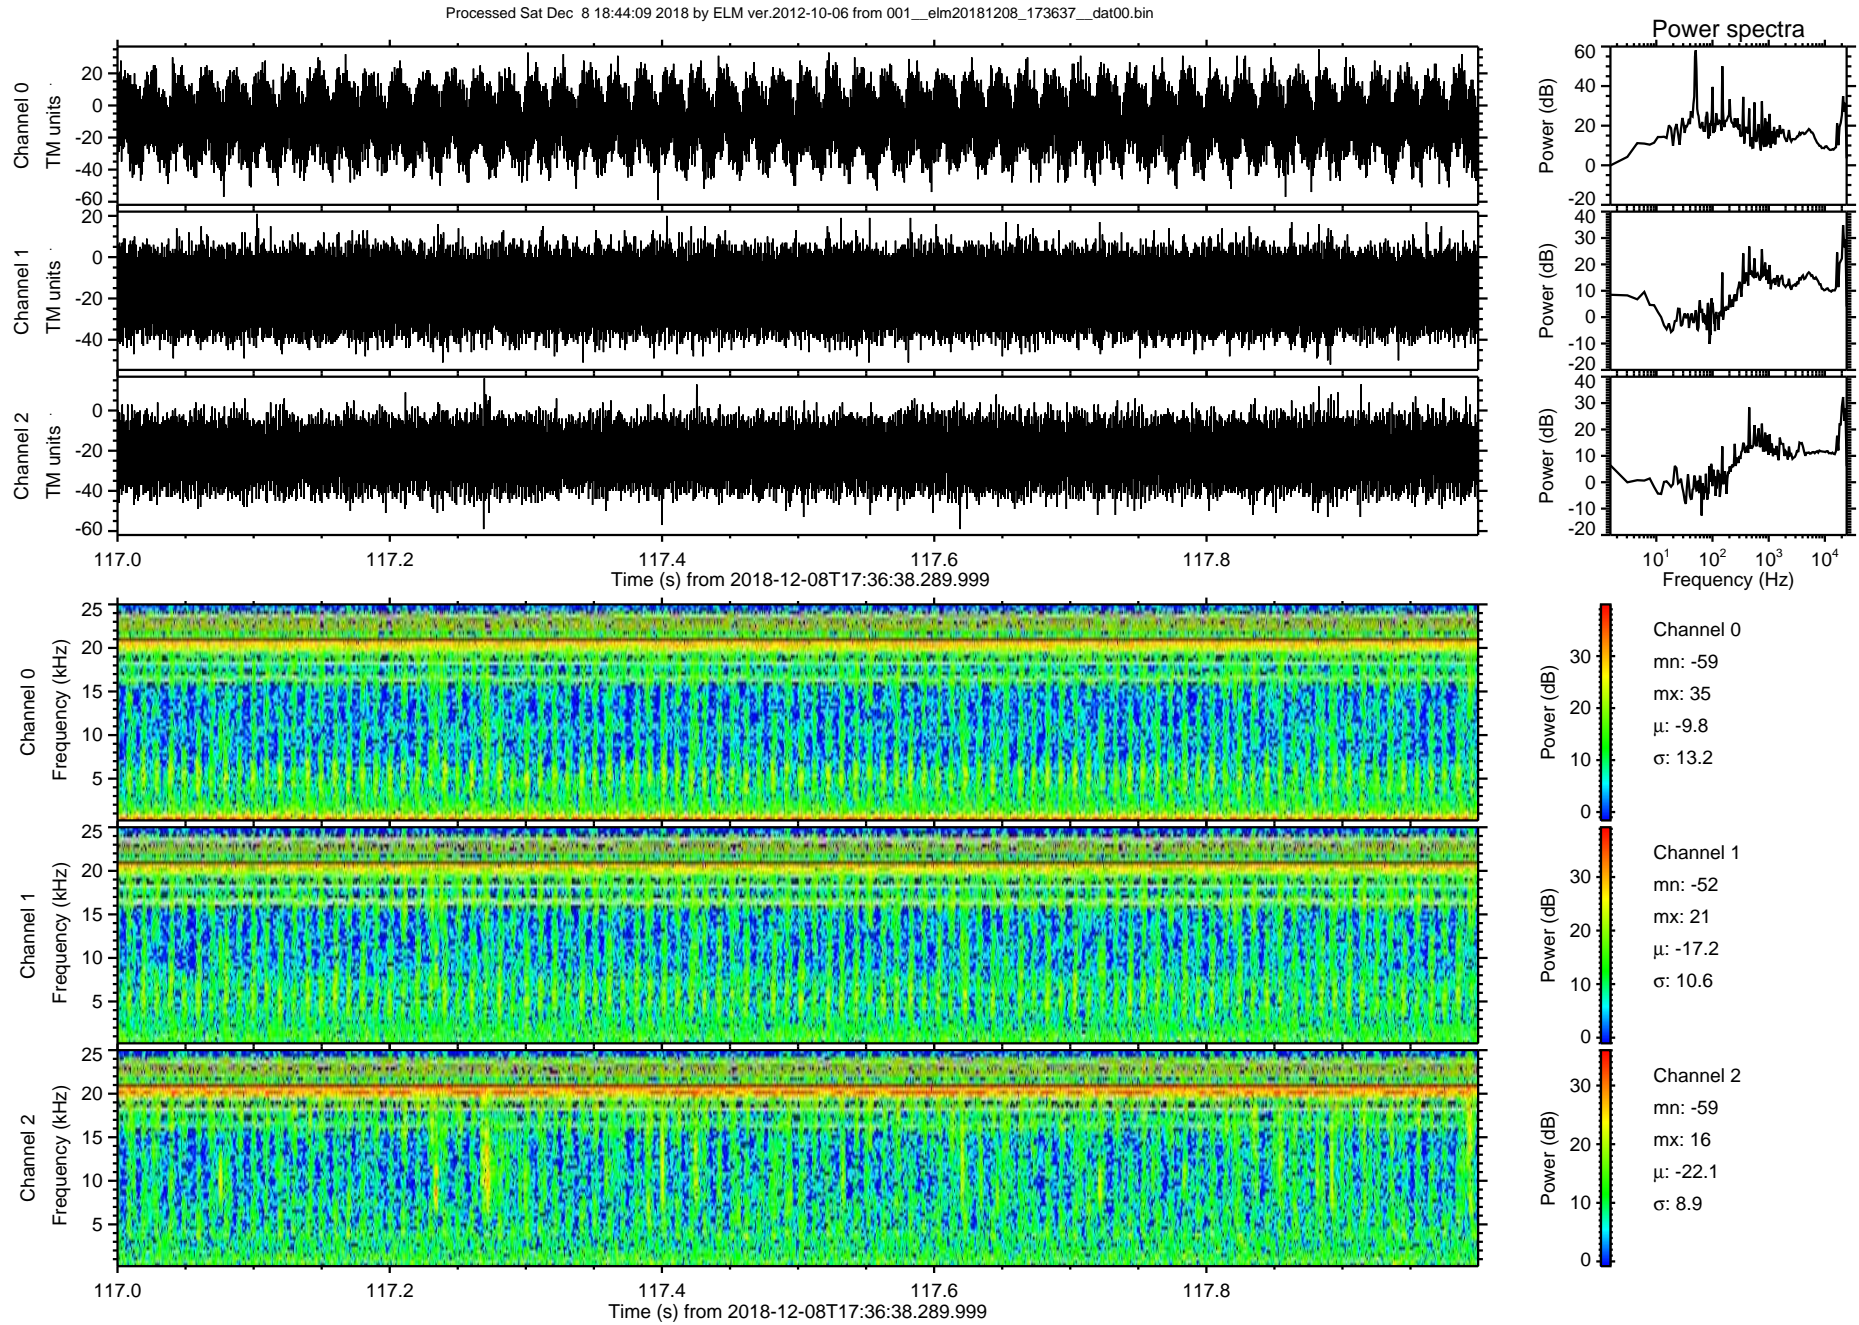 Processed Sat Dec  8 18:44:09 2018 by ELM ver.2012-10-06 from 001__elm20181208_173637__dat00.bin
Power spectra
Channel 0
TM units
20
0
-20
-40
-60
Power (dB)
60
40
20
0
-20
Channel 1
TM units
20
0
-20
-40
Power (dB)
40
30
20
10
0
-10
-20
Channel 2
TM units
0
-20
-40
-60
Power (dB)
40
30
20
10
0
-10
-20
117.0 117.2 117.4 117.6 117.8
Time (s) from 2018-12-08T17:36:38.289.999
10¹ 10² 10³ 10⁴
Frequency (Hz)
Channel 0
Frequency (kHz)
25
20
15
10
5
Power (dB)
30
20
10
0
Channel 0
mn: -59
mx: 35
μ: -9.8
σ: 13.2
Channel 1
Frequency (kHz)
25
20
15
10
5
Power (dB)
30
20
10
0
Channel 1
mn: -52
mx: 21
μ: -17.2
σ: 10.6
Channel 2
Frequency (kHz)
25
20
15
10
5
Power (dB)
30
20
10
0
Channel 2
mn: -59
mx: 16
μ: -22.1
σ: 8.9
117.0 117.2 117.4 117.6 117.8
Time (s) from 2018-12-08T17:36:38.289.999